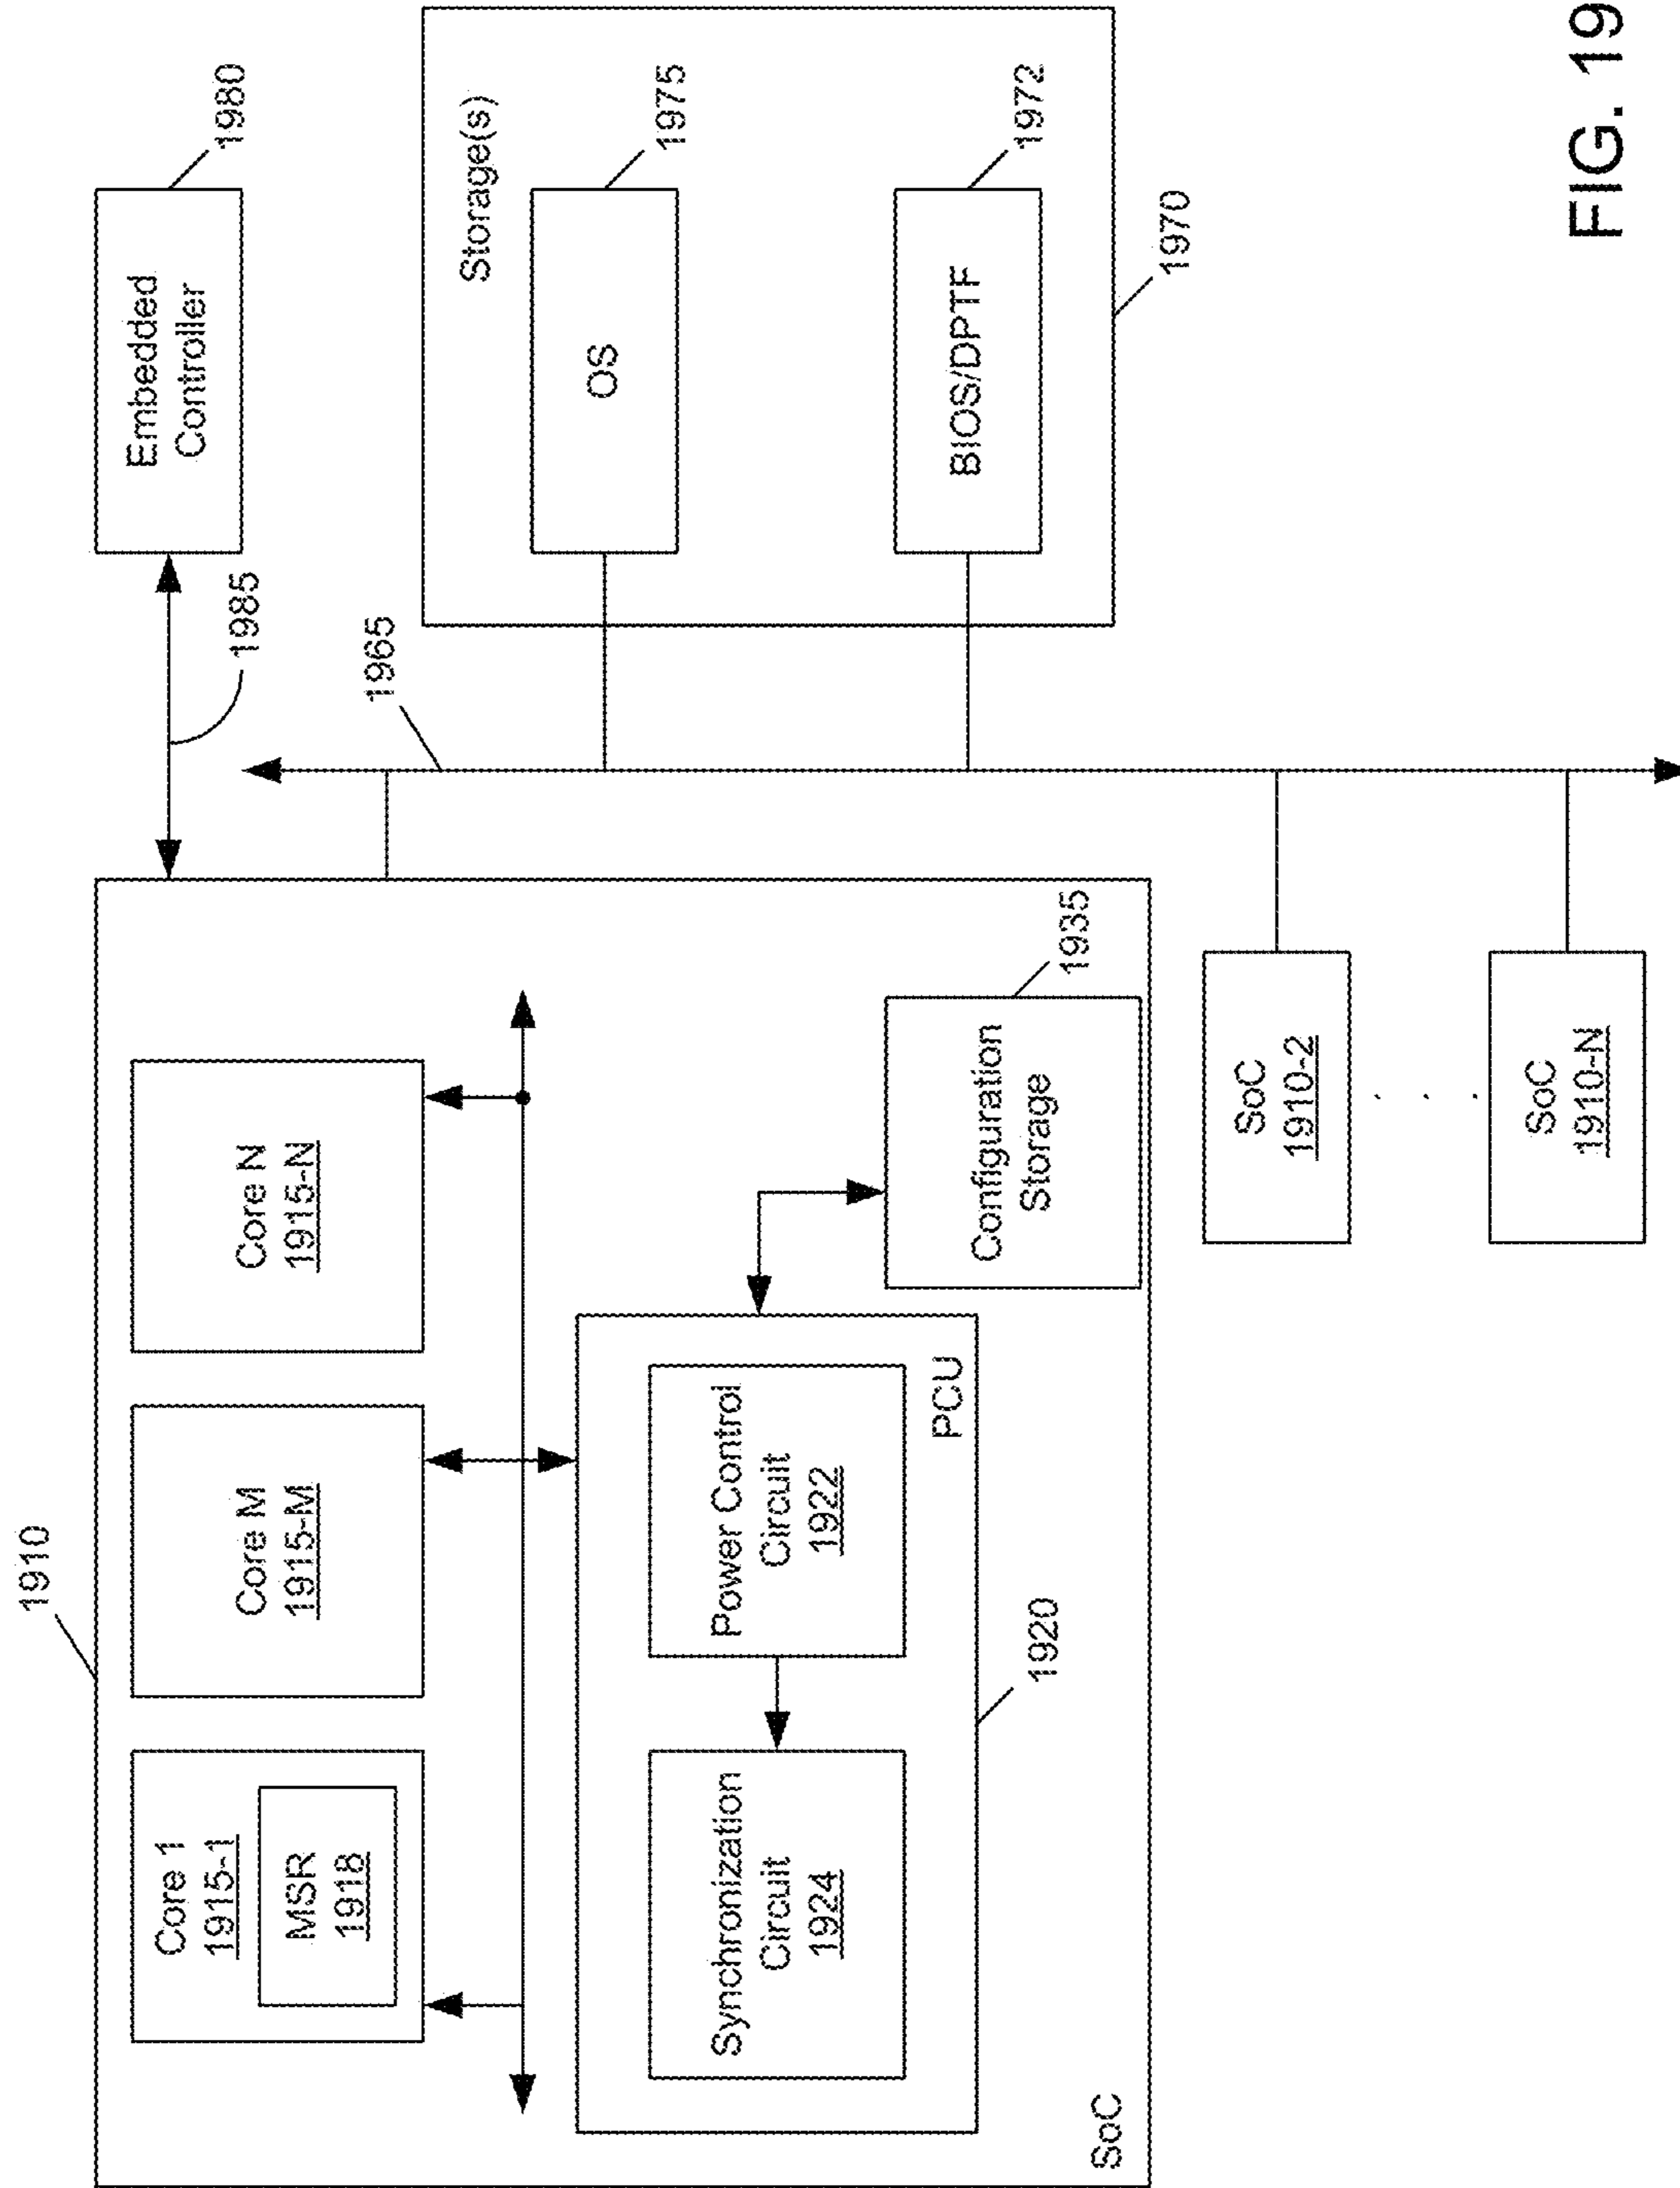 1910
Core 1
1915-1
MSR
1918
Core M
1915-M
Core N
1915-N
Synchronization
Circuit
1924
Power Control
Circuit
1922
PCU
1920
Configuration
Storage
1935
SoC
1985
Embedded
Controller
1980
1965
Storage(s)
OS
1975
BIOS/DPTF
1972
1970
SoC
1910-2
. . .
SoC
1910-N
FIG. 19